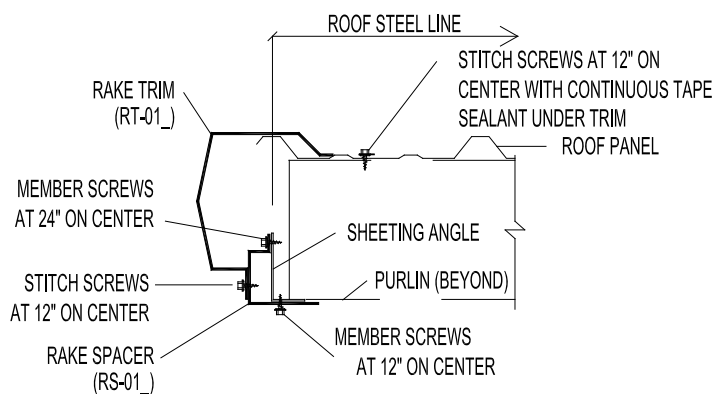 ROOF STEEL LINE
STITCH SCREWS AT 12" ON
CENTER WITH CONTINUOUS TAPE
SEALANT UNDER TRIM
ROOF PANEL
RAKE TRIM
(RT-01_)
MEMBER SCREWS
AT 24" ON CENTER
SHEETING ANGLE
STITCH SCREWS
AT 12" ON CENTER
PURLIN (BEYOND)
RAKE SPACER
(RS-01_)
MEMBER SCREWS
AT 12" ON CENTER